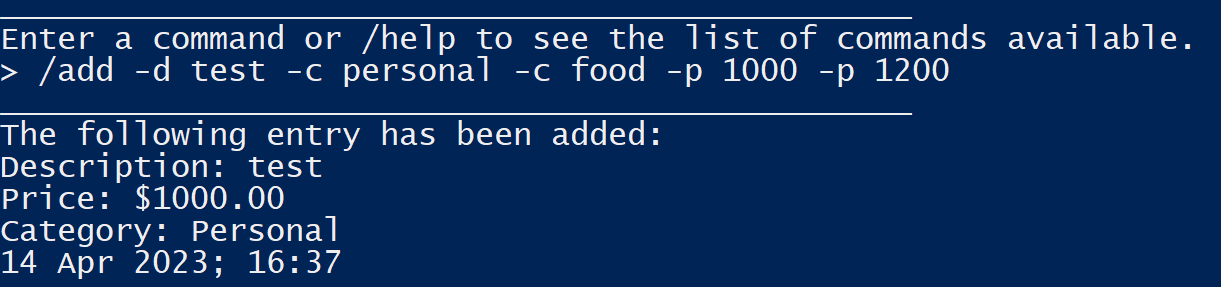 Enter a command or /help to see the list of commands available.
> /add -d test -c personal -c food -p 1000 -p 1200
The following entry has been added:
Description: test
Price: $1000.00
Category: Personal
14 Apr 2023; 16:37